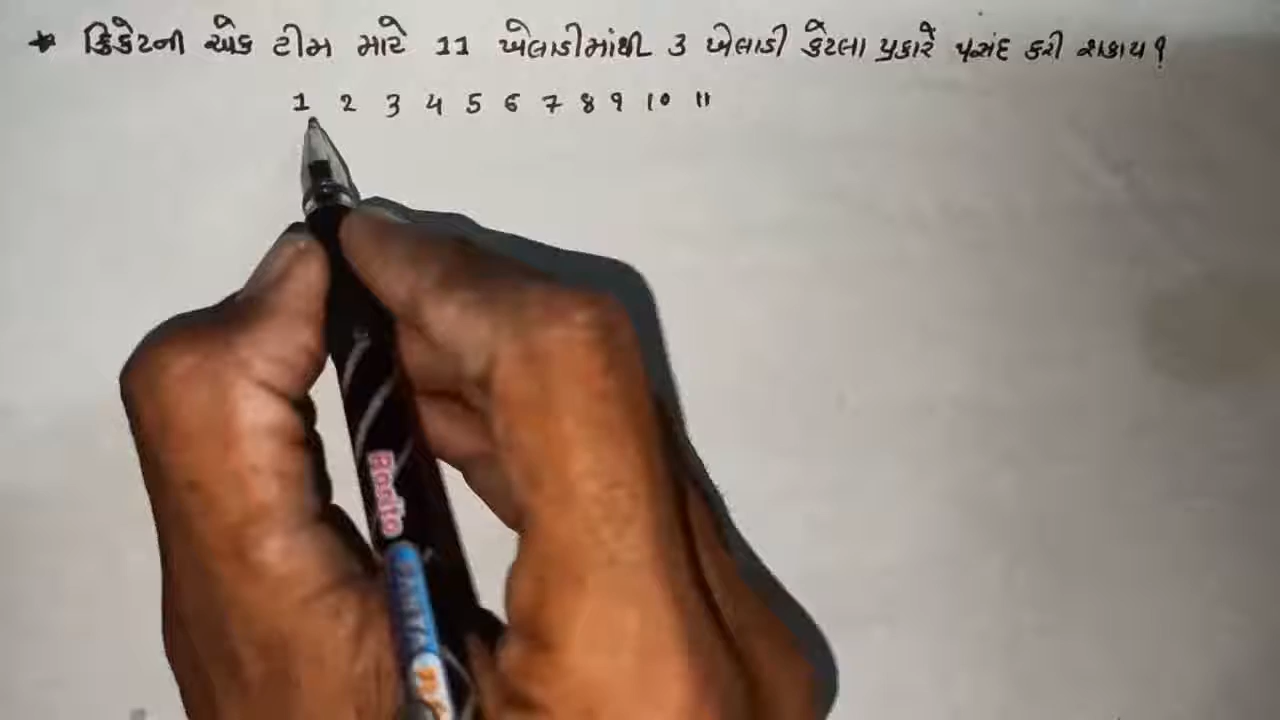 * ક્રિકેટની એક ટીમ માટે 11 ખેલાડીમાંથી 3 ખેલાડી કેટલા પ્રકારે પસંદ કરી શકાય ?
1 2 3 4 5 6 7 8 9 10 11